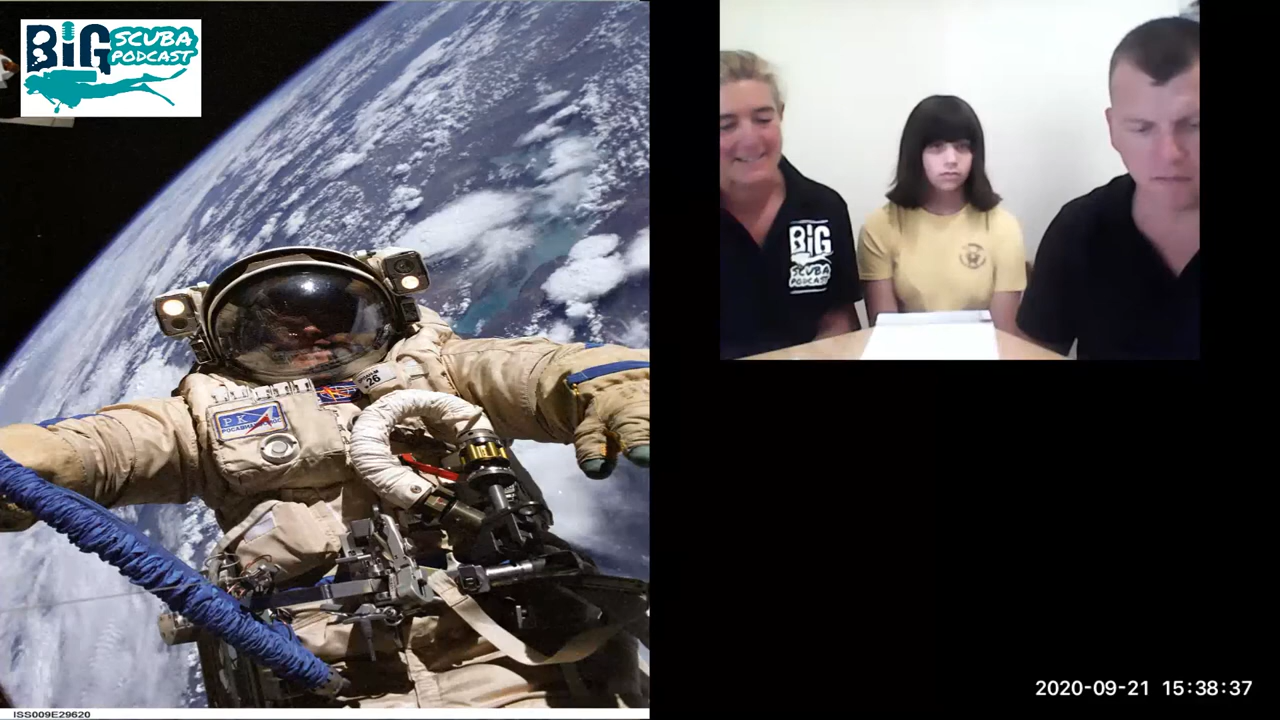 BiG
SCUBA
PODCAST
BiG
SCUBA
PODCAST
26
РК
2020-09-21 15:38:37
ISS009E29620